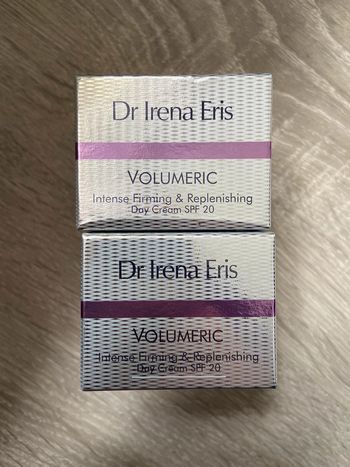 Dr Irena Eris
VOLUMERIC
Intense Firming & Replenishing
Day Cream SPF 20
Dr Irena Eris
VOLUMERIC
Intense Firming & Replenishing
Day Cream SPF 20